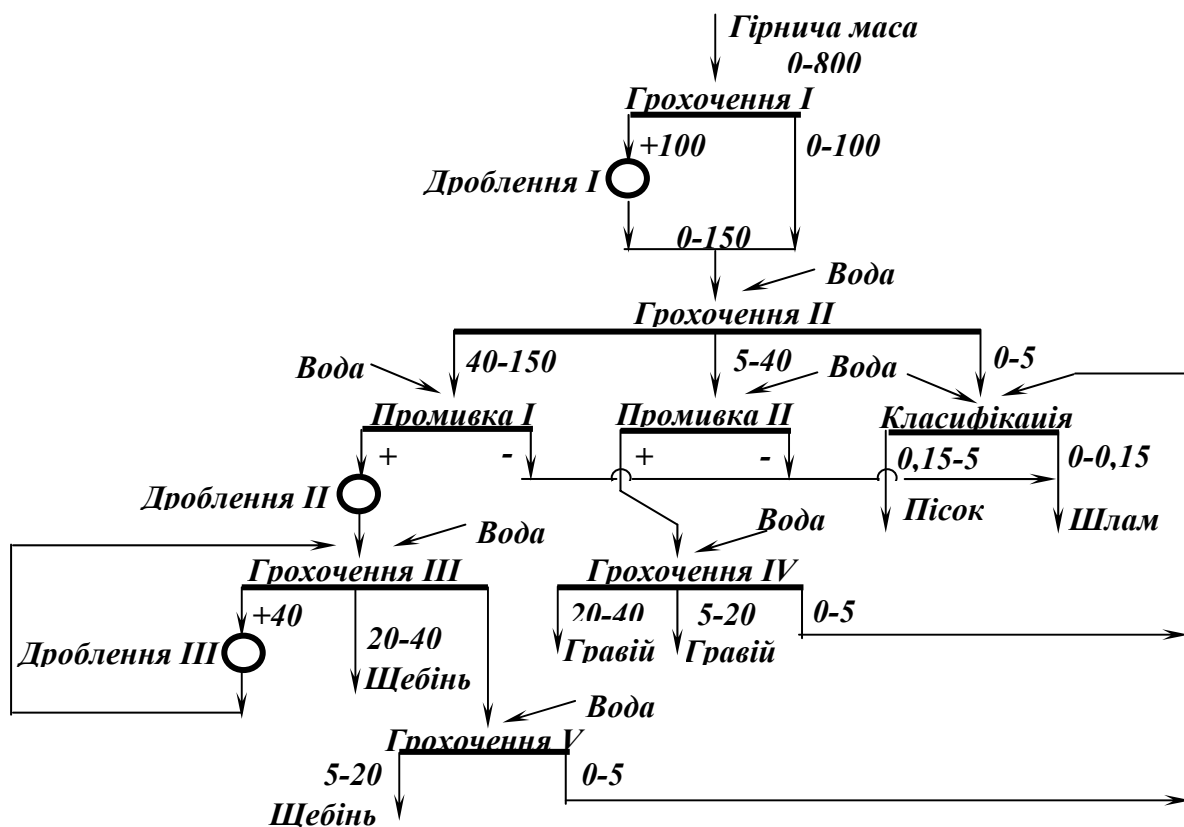 Гірнича маса
0-800
Грохочення I
+100
0-100
Дроблення I
0-150
Вода
Грохочення II
40-150
5-40
0-5
Вода
Вода
Промивка I
Промивка II
Класифікація
+
-
+
-
0,15-5
0-0,15
Дроблення II
Пісок
Шлам
Вода
Вода
Грохочення III
Грохочення IV
+40
20-40
20-40
5-20
0-5
Дроблення III
Щебінь
Гравій
Гравій
Вода
Грохочення V
5-20
0-5
Щебінь